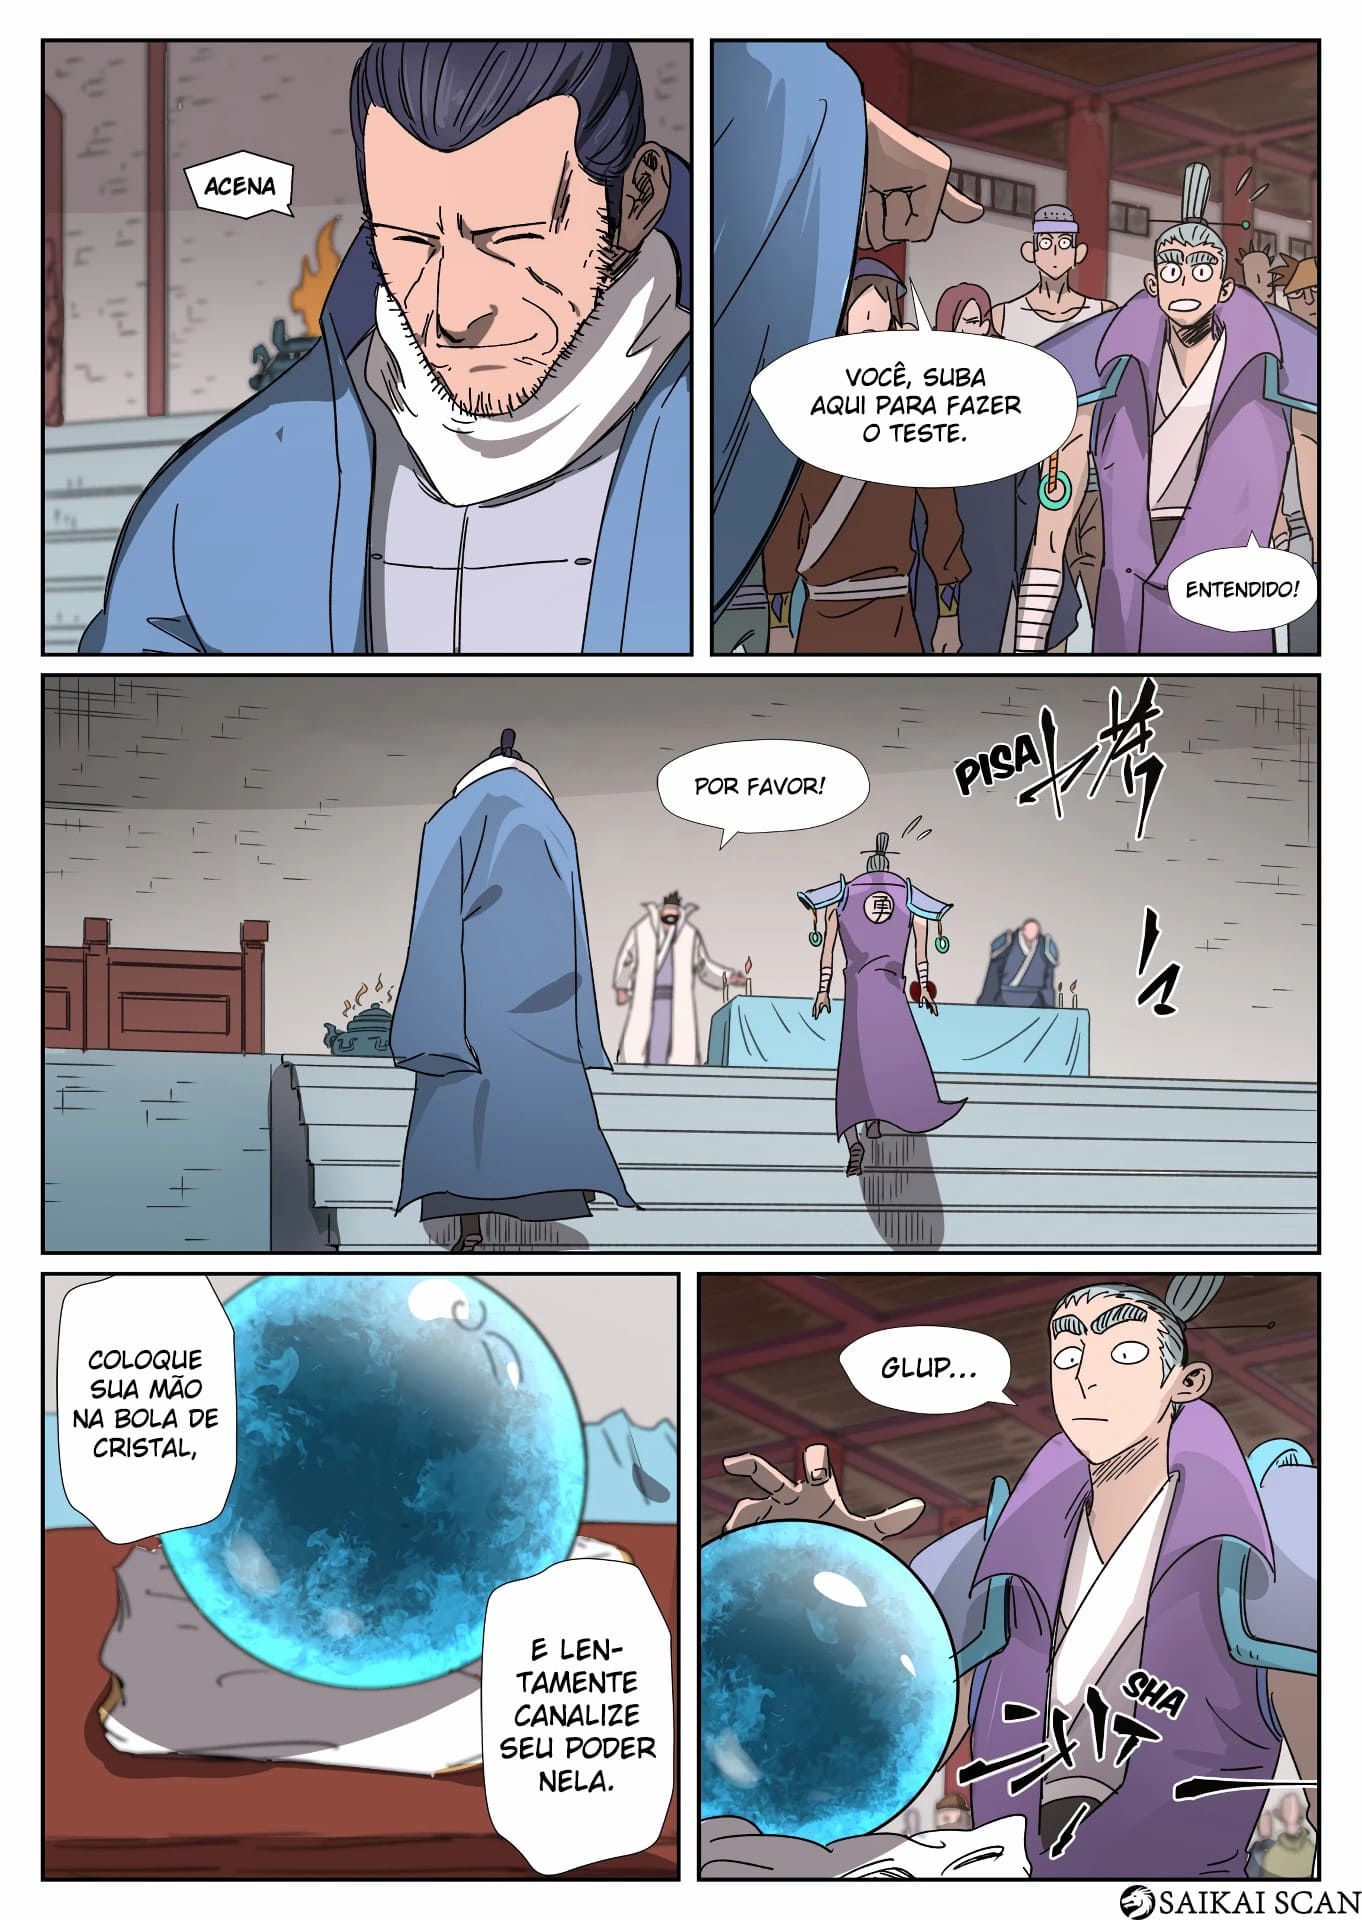 ACENA
VOCÊ, SUBA
AQUI PARA FAZER
O TESTE.
ENTENDIDO!
POR FAVOR!
PISA
勇
COLOQUE
SUA MÃO
NA BOLA DE
CRISTAL,
E LEN-
TAMENTE
CANALIZE
SEU PODER
NELA.
GLUP...
SHA
SAIKAI SCAN